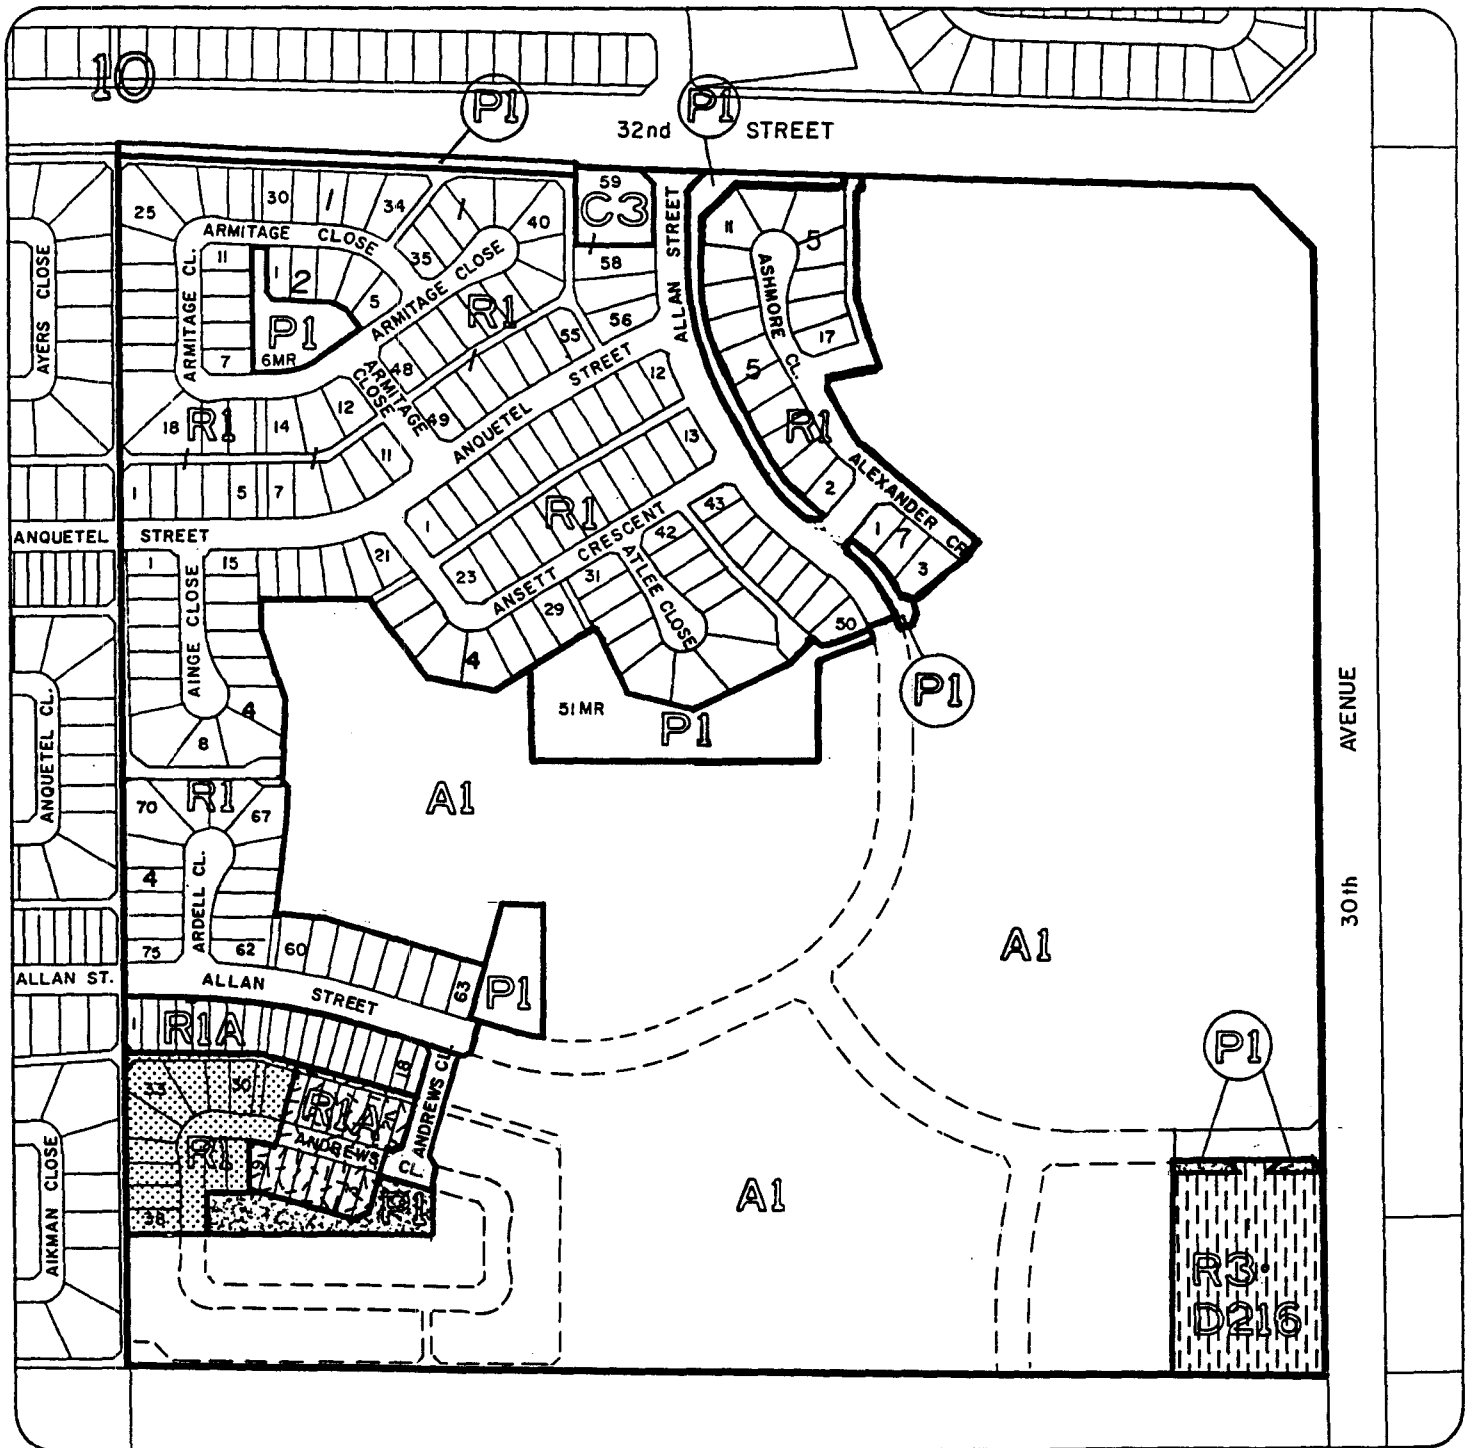 10
P1
P1
32nd STREET
59
C3
25
30
1
34
ARMITAGE CLOSE
35
40
ALLAN STREET
11
5
ASHMORE CL.
AYERS CLOSE
ARMITAGE CL.
11
1
2
5
58
56
ARMITAGE CLOSE
R1
P1
6MR
7
55
17
48
ARMITAGE CLOSE
49
ANQUETEL STREET
12
5
18
R1
14
12
11
13
R1
2
ALEXANDER CR.
1
5
7
1
R1
43
1
7
3
ANQUETEL STREET
1
15
21
23
ANSETT CRESCENT
42
31
29
ATLEE CLOSE
50
AINGE CLOSE
4
4
8
51MR
P1
P1
ANQUETEL CL.
AVENUE
30th
R1
70
67
4
A1
ARDELL CL.
75
62
60
63
P1
A1
ALLAN ST.
ALLAN STREET
1
R1A
18
33
30
R1A
ANDREWS CL.
P1
R1
ANDREWS CL.
19
38
P1
AIKMAN CLOSE
A1
R3
D216